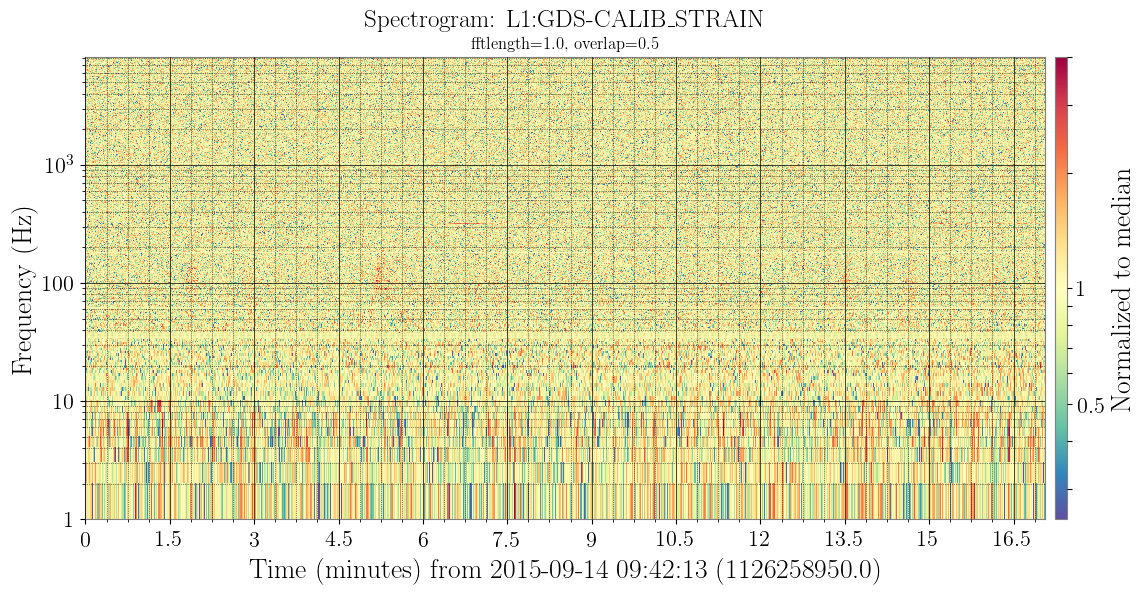 Spectrogram: L1:GDS-CALIB_STRAIN
fftlength=1.0, overlap=0.5
Frequency (Hz)
10³
100
10
1
0 1.5 3 4.5 6 7.5 9 10.5 12 13.5 15 16.5
Time (minutes) from 2015-09-14 09:42:13 (1126258950.0)
1
0.5
Normalized to median